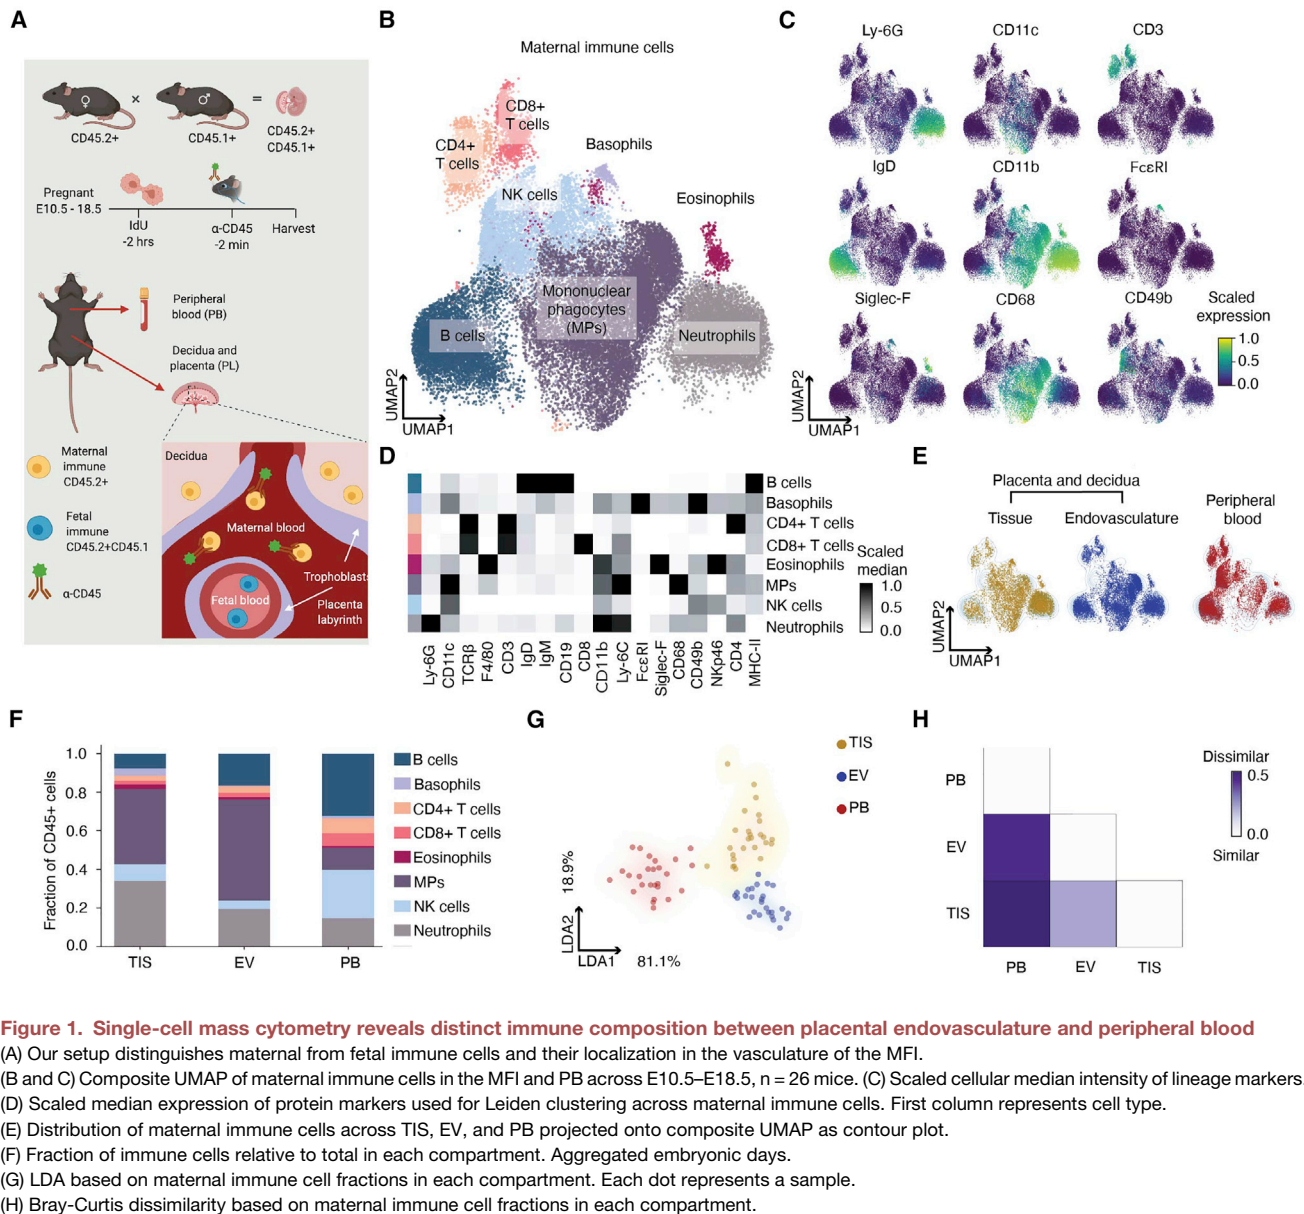 A
♀
×
♂
=
CD45.2+
CD45.1+
CD45.2+
CD45.1+
Pregnant
E10.5 - 18.5
IdU
-2 hrs
α-CD45
-2 min
Harvest
Peripheral
blood (PB)
Decidua and
placenta (PL)
Maternal
immune
CD45.2+
Fetal
immune
CD45.2+CD45.1
α-CD45
Decidua
Maternal blood
Trophoblasts
Fetal blood
Placenta
labyrinth
B
Maternal immune cells
CD8+
T cells
CD4+
T cells
Basophils
NK cells
Eosinophils
Mononuclear
phagocytes
(MPs)
B cells
Neutrophils
UMAP2
UMAP1
C
Ly-6G
CD11c
CD3
IgD
CD11b
FcεRI
Siglec-F
CD68
CD49b
Scaled
expression
1.0
0.5
0.0
UMAP2
UMAP1
D
B cells
Basophils
CD4+ T cells
CD8+ T cells
Eosinophils
MPs
NK cells
Neutrophils
Scaled
median
1.0
0.5
0.0
Ly-6G
CD11c
TCRβ
F4/80
CD3
IgD
IgM
CD19
CD8
CD11b
Ly-6C
FcεRI
Siglec-F
CD68
CD49b
NKp46
CD4
MHC-II
E
Placenta and decidua
Tissue
Endovasculature
Peripheral
blood
UMAP2
UMAP1
F
Fraction of CD45+ cells
1.0
0.8
0.6
0.4
0.2
0.0
TIS
EV
PB
B cells
Basophils
CD4+ T cells
CD8+ T cells
Eosinophils
MPs
NK cells
Neutrophils
G
TIS
EV
PB
18.9%
LDA2
LDA1
81.1%
H
PB
EV
TIS
PB
EV
TIS
Dissimilar
0.5
0.0
Similar
Figure 1. Single-cell mass cytometry reveals distinct immune composition between placental endovasculature and peripheral blood
(A) Our setup distinguishes maternal from fetal immune cells and their localization in the vasculature of the MFI.
(B and C) Composite UMAP of maternal immune cells in the MFI and PB across E10.5–E18.5, n = 26 mice. (C) Scaled cellular median intensity of lineage markers.
(D) Scaled median expression of protein markers used for Leiden clustering across maternal immune cells. First column represents cell type.
(E) Distribution of maternal immune cells across TIS, EV, and PB projected onto composite UMAP as contour plot.
(F) Fraction of immune cells relative to total in each compartment. Aggregated embryonic days.
(G) LDA based on maternal immune cell fractions in each compartment. Each dot represents a sample.
(H) Bray-Curtis dissimilarity based on maternal immune cell fractions in each compartment.